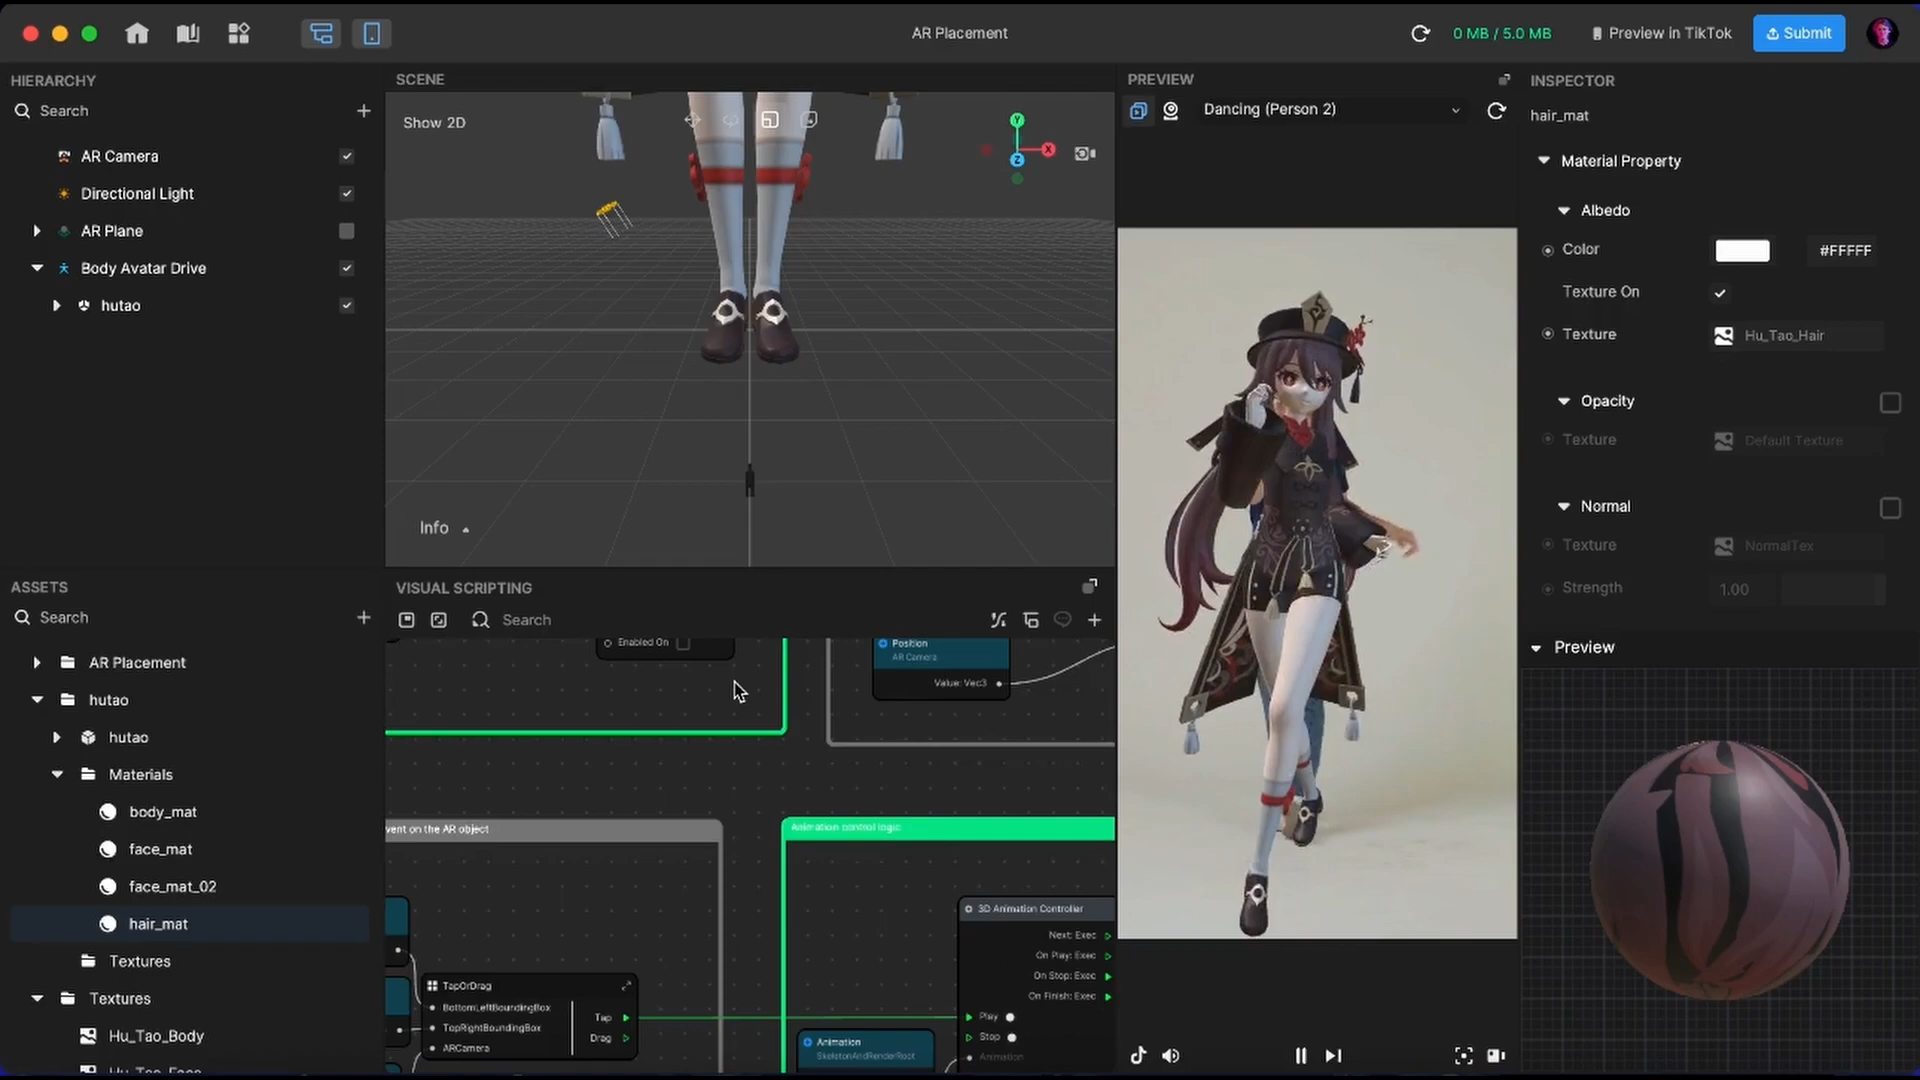 AR Placement
0 MB / 5.0 MB
Preview in TikTok
Submit
HIERARCHY
Search
AR Camera
Directional Light
AR Plane
Body Avatar Drive
hutao
SCENE
Show 2D
Y
X
Z
Info
PREVIEW
Dancing (Person 2)
INSPECTOR
hair_mat
Material Property
Albedo
Color
#FFFFF
Texture On
Texture
Hu_Tao_Hair
Opacity
Texture
Default Texture
Normal
Texture
NormalTex
Strength
1.00
Preview
ASSETS
Search
AR Placement
hutao
hutao
Materials
body_mat
face_mat
face_mat_02
hair_mat
Textures
Textures
Hu_Tao_Body
VISUAL SCRIPTING
Search
Enabled On
Position
AR Camera
Value: Vec3
vent on the AR object
Animation control logic
TapOrDrag
BottomLeftBoundingBox
TopRightBoundingBox
ARCamera
Tap
Drag
3D Animation Controller
Next: Exec
On Play: Exec
On Stop: Exec
On Finish: Exec
Play
Stop
Animation
Animation
SkeletonAndRenderRoot